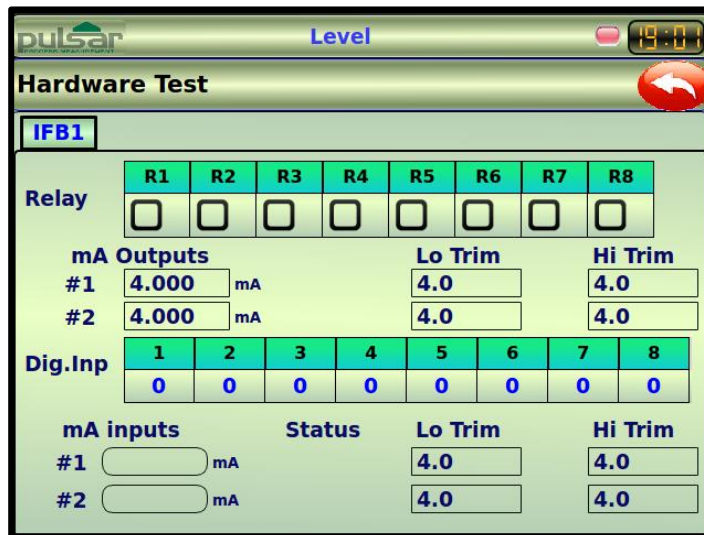 pulsar
PROCESS MEASUREMENT
Level
19:01
Hardware Test
IFB1
R1 R2 R3 R4 R5 R6 R7 R8
Relay
mA Outputs Lo Trim Hi Trim
#1 4.000 mA 4.0 4.0
#2 4.000 mA 4.0 4.0
1 2 3 4 5 6 7 8
Dig.Inp
0 0 0 0 0 0 0 0
mA inputs Status Lo Trim Hi Trim
#1 mA 4.0 4.0
#2 mA 4.0 4.0